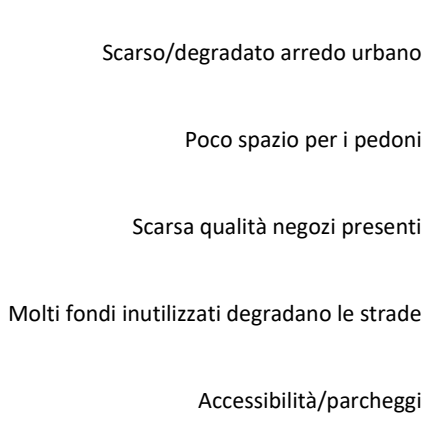 Scarso/degradato arredo urbano
Poco spazio per i pedoni
Scarsa qualità negozi presenti
Molti fondi inutilizzati degradano le strade
Accessibilità/parcheggi